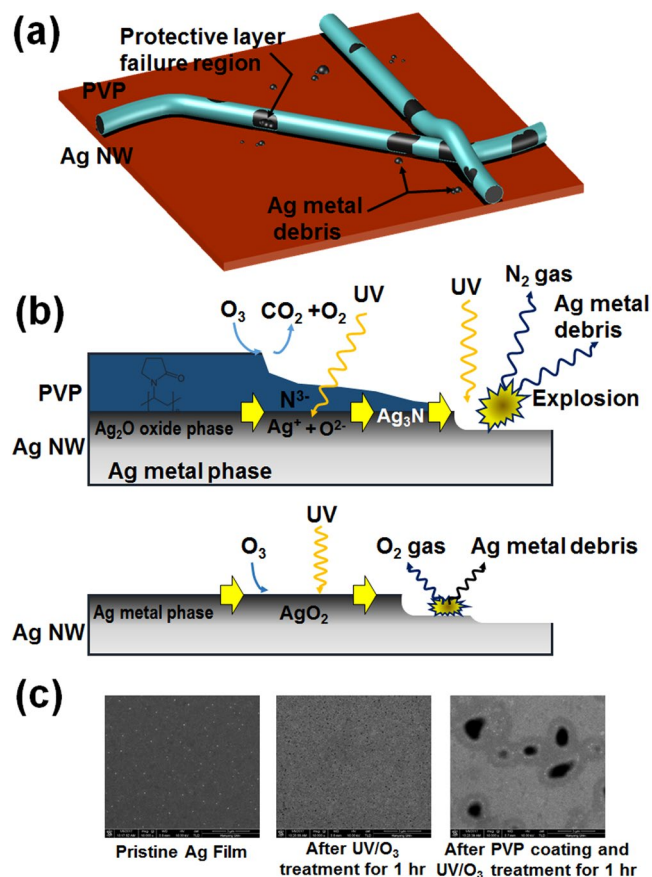 (a)
Protective layer
failure region
PVP
Ag NW
Ag metal
debris
(b)
O3
CO2 +O2
UV
UV
N2 gas
Ag metal
debris
PVP
N
O
n
N3-
Explosion
Ag2O oxide phase
Ag+ + O2-
Ag3N
Ag NW
Ag metal phase
UV
O3
O2 gas
Ag metal debris
Ag metal phase
AgO2
Ag NW
(c)
Pristine Ag Film
After UV/O3
treatment for 1 hr
After PVP coating and
UV/O3 treatment for 1 hr